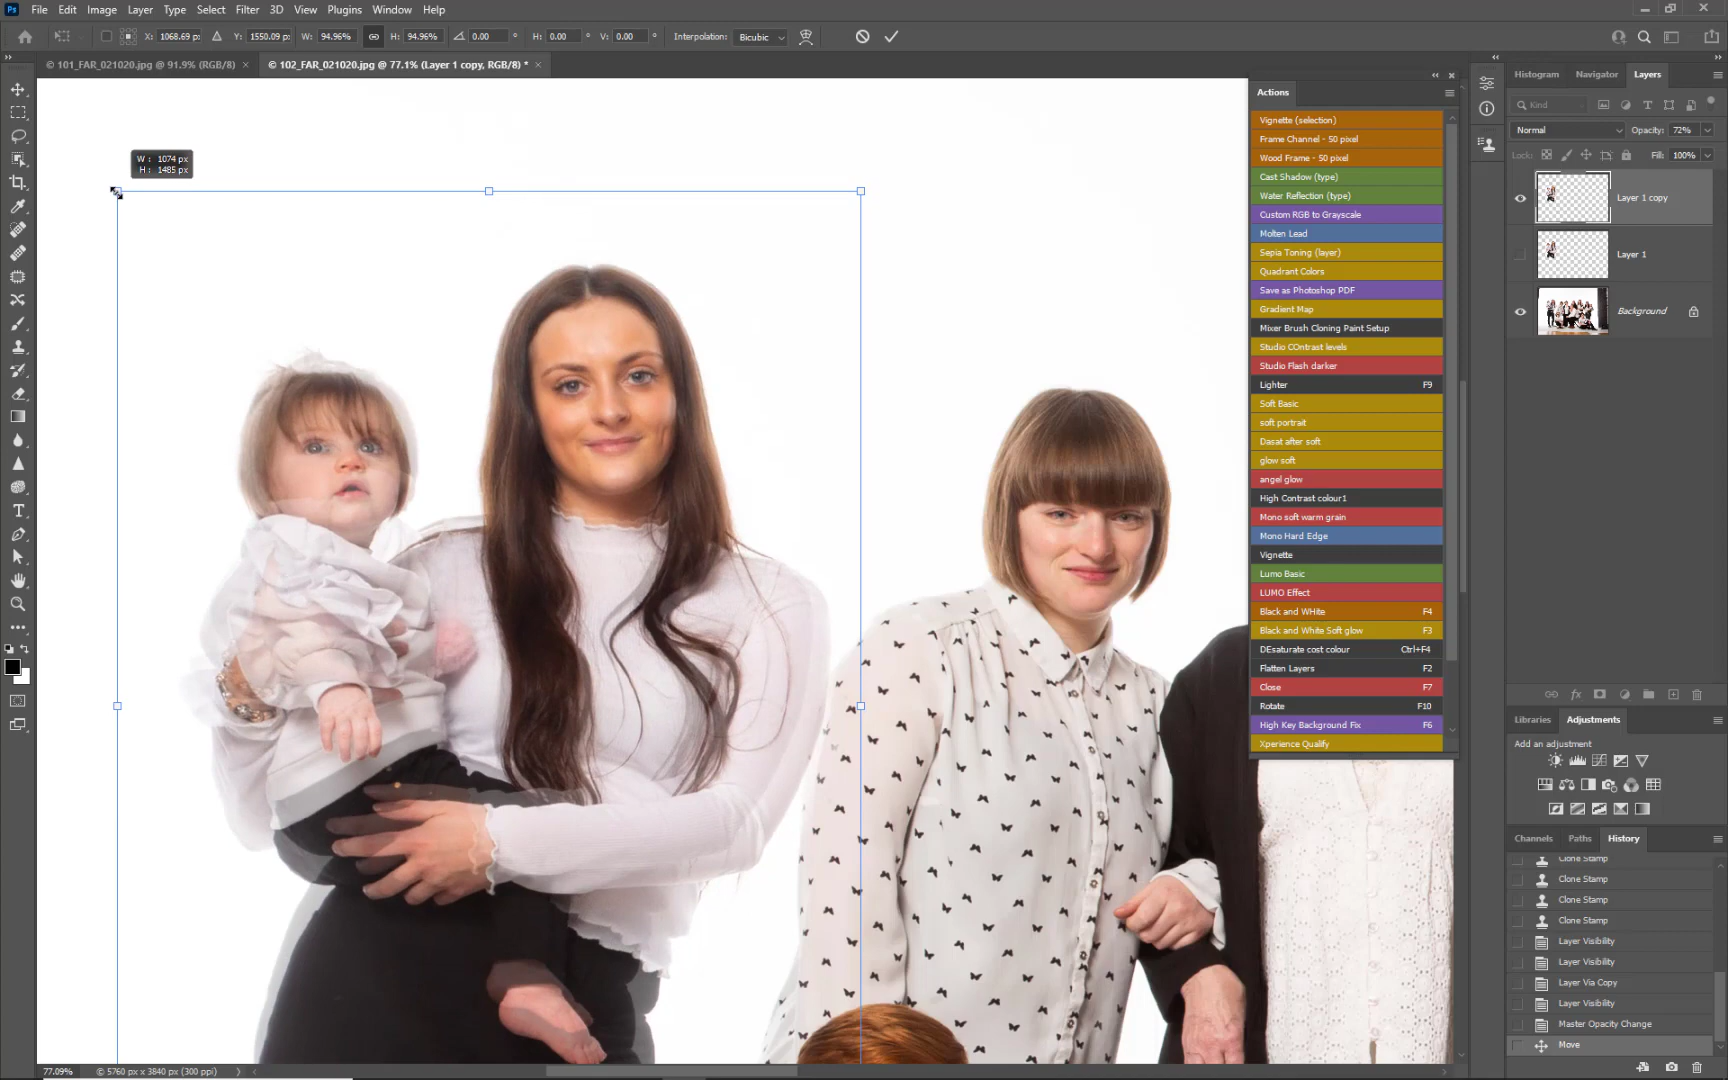 Ps File Edit Image Layer Type Select Filter 3D View Plugins Window Help
X: 1068.69 px Y: 1550.09 px W: 94.96% H: 94.96% 0.00 ° H: 0.00 ° V: 0.00 ° Interpolation: Bicubic
© 101_FAR_021020.jpg @ 91.9% (RGB/8) × © 102_FAR_021020.jpg @ 77.1% (Layer 1 copy, RGB/8) * ×
W : 1074 px
H : 1485 px
Actions
Vignette (selection)
Frame Channel - 50 pixel
Wood Frame - 50 pixel
Cast Shadow (type)
Water Reflection (type)
Custom RGB to Grayscale
Molten Lead
Sepia Toning (layer)
Quadrant Colors
Save as Photoshop PDF
Gradient Map
Mixer Brush Cloning Paint Setup
Studio COntrast levels
Studio Flash darker
Lighter F9
Soft Basic
soft portrait
Dasat after soft
glow soft
angel glow
High Contrast colour1
Mono soft warm grain
Mono Hard Edge
Vignette
Lumo Basic
LUMO Effect
Black and WHite F4
Black and White Soft glow F3
DEsaturate cost colour Ctrl+F4
Flatten Layers F2
Close F7
Rotate F10
High Key Background Fix F6
Xperience Qualify
Histogram Navigator Layers
Kind
Normal Opacity: 72%
Lock: Fill: 100%
Layer 1 copy
Layer 1
Background
Libraries Adjustments
Add an adjustment
Channels Paths History
Clone Stamp
Clone Stamp
Clone Stamp
Clone Stamp
Layer Visibility
Layer Visibility
Layer Via Copy
Layer Visibility
Master Opacity Change
Move
77.09% © 5760 px x 3840 px (300 ppi)